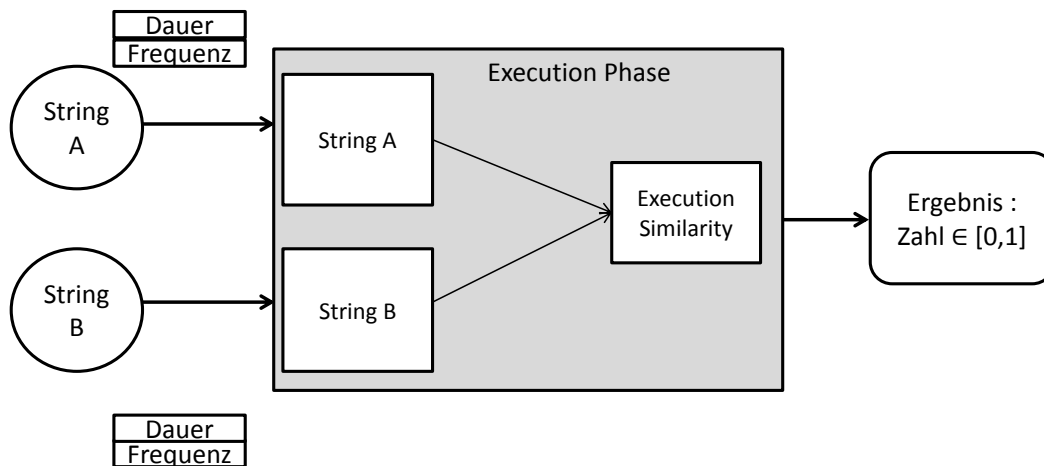 Dauer
Frequenz
Execution Phase
String
A
String A
Execution
Similarity
Ergebnis :
Zahl ∈ [0,1]
String
B
String B
Dauer
Frequenz